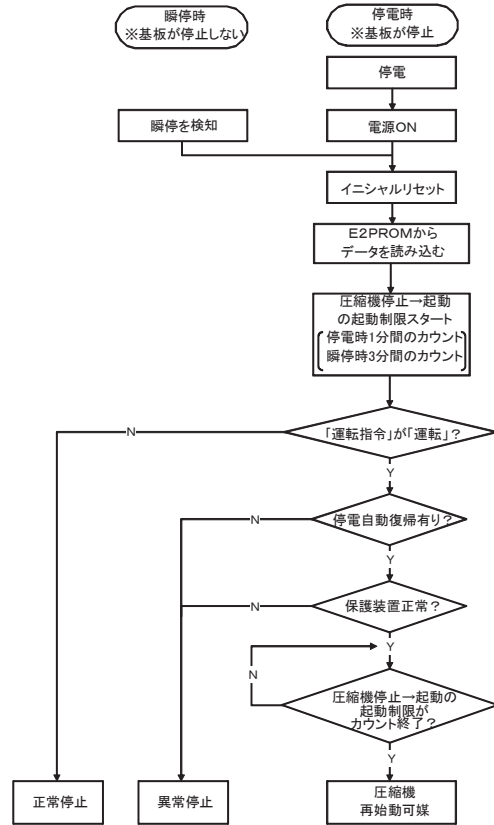 瞬停時
※基板が停止しない
停電時
※基板が停止
停電
瞬停を検知
電源ON
イニシャルリセット
E2PROMから
データを読み込む
圧縮機停止→起動
の起動制限スタート
停電時1分間のカウント
瞬停時3分間のカウント
「運転指令」が「運転」?
N
Y
停電自動復帰有り?
N
Y
保護装置正常?
N
Y
N
圧縮機停止→起動の
起動制限が
カウント終了?
Y
正常停止
異常停止
圧縮機
再始動可媒